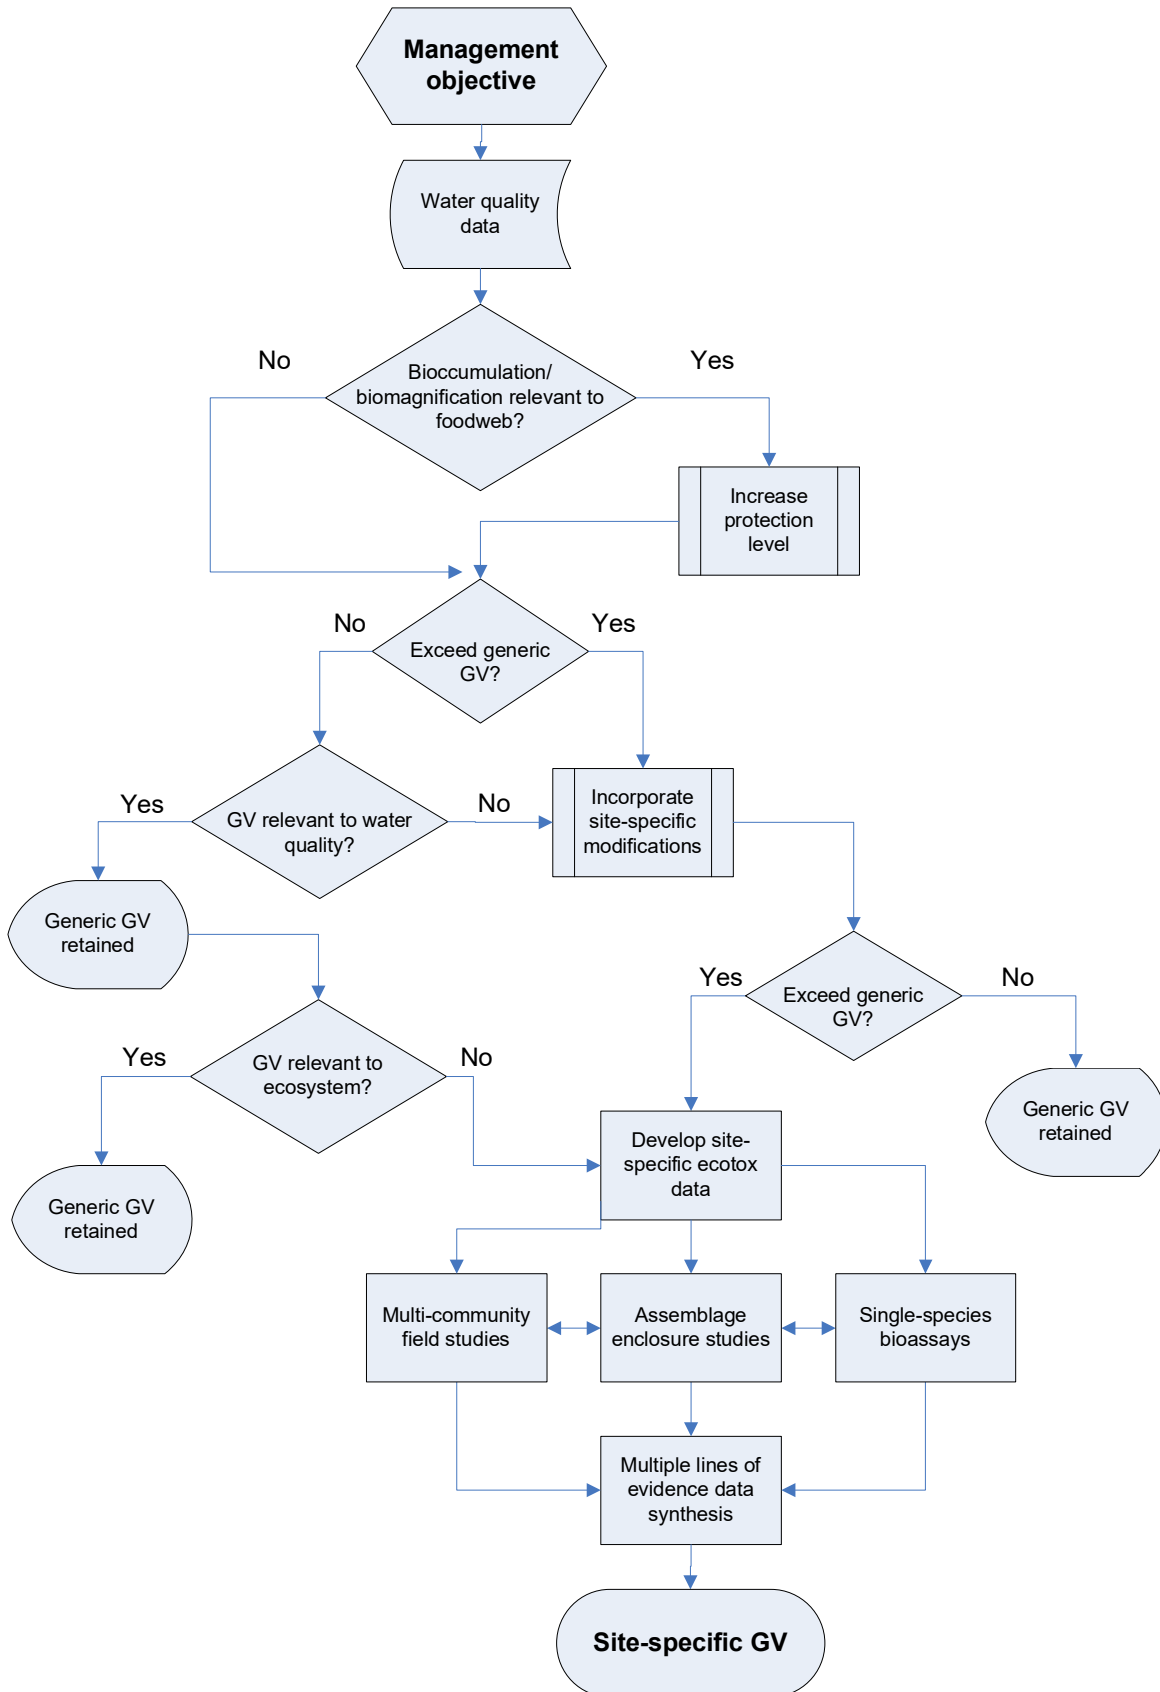 Management
objective
Water quality
data
No
Yes
Bioccumulation/
biomagnification relevant to
foodweb?
Increase
protection
level
No
Yes
Exceed generic
GV?
Yes
GV relevant to water
quality?
No
Incorporate
site-specific
modifications
Generic GV
retained
Yes
Exceed generic
GV?
No
Yes
GV relevant to
ecosystem?
No
Generic GV
retained
Develop site-
specific ecotox
data
Generic GV
retained
Multi-community
field studies
Assemblage
enclosure studies
Single-species
bioassays
Multiple lines of
evidence data
synthesis
Site-specific GV